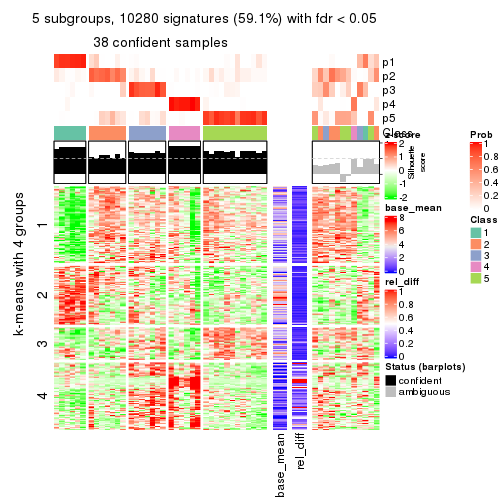 5 subgroups, 10280 signatures (59.1%) with fdr < 0.05
38 confident samples
p1
p2
p3
p4
p5
Class
z-score
2
1
0
-1
-2
Silhouette
score
base_mean
8
6
4
2
0
rel_diff
1
0.8
0.6
0.4
0.2
0
Prob
1
0.8
0.6
0.4
0.2
0
Class
1
2
3
4
5
Status (barplots)
confident
ambiguous
k-means with 4 groups
1
2
3
4
base_mean
rel_diff